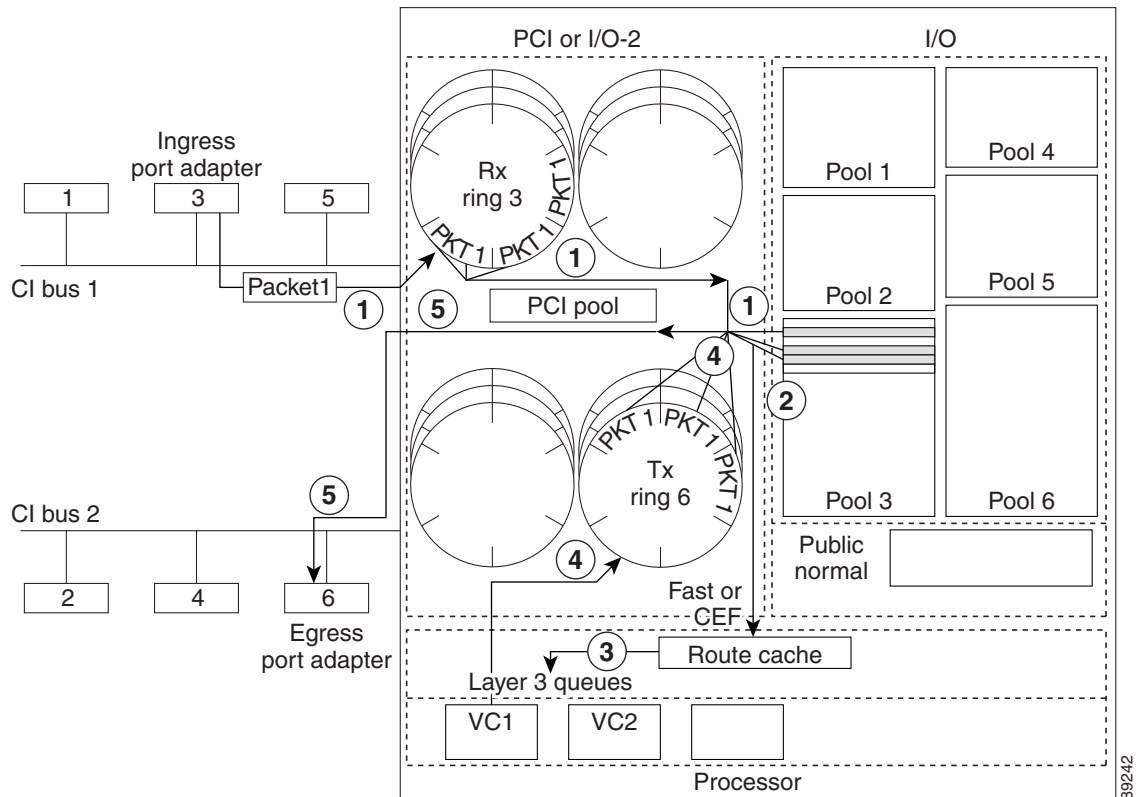 PCI or I/O-2
I/O
Ingress
port adapter
1
3
5
CI bus 1
Packet1
1
Rx
ring 3
PKT 1
PKT 1
PKT 1
1
5
PCI pool
1
4
2
Pool 1
Pool 4
Pool 2
Pool 5
Pool 3
Pool 6
PKT 1
PKT 1
PKT 1
Tx
ring 6
5
CI bus 2
2
4
6
Egress
port adapter
4
Public
normal
Fast or
CEF
3
Route cache
Layer 3 queues
VC1
VC2
Processor
89242